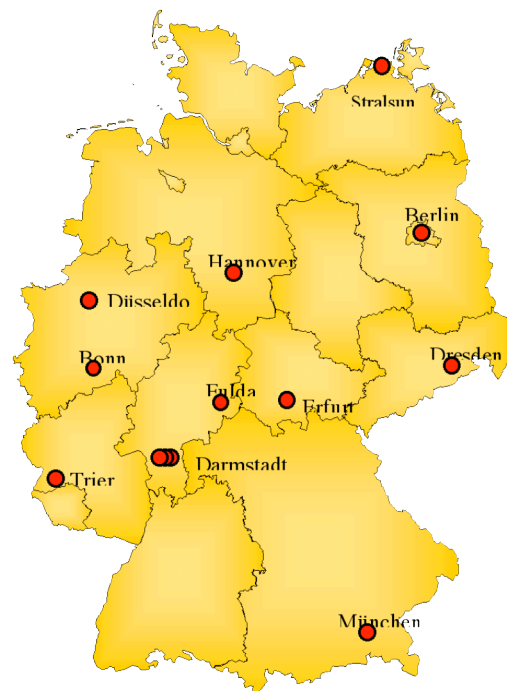 Stralsun
Berlin
Hannover
Düsseldo
Bonn
Dresden
Fulda
Erfurt
Darmstadt
Trier
München